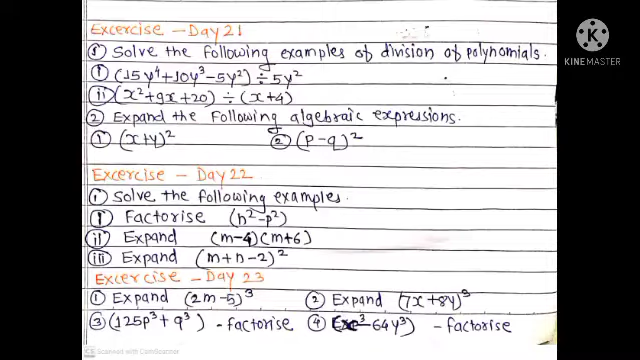 Excercise - Day 21
① Solve the following examples of division of polynomials.
ⅰ (15y⁴+10y³-5y²) ÷ 5y²
ⅱ (x²+9x+20) ÷ (x+4)
② Expand the following algebraic expressions.
① (x+y)² ② (p-q)²
Excercise - Day 22
① Solve the following examples.
ⅰ Factorise (n²-p²)
ⅱ Expand (m-4)(m+6)
ⅲ Expand (m+n-2)²
Excercise - Day 23
① Expand (2m-5)³ ② Expand (7x+8y)³
③ (125p³+q³) - factorise ④ (x³-64y³) - factorise
KINEMASTER
CS Scanned with CamScanner